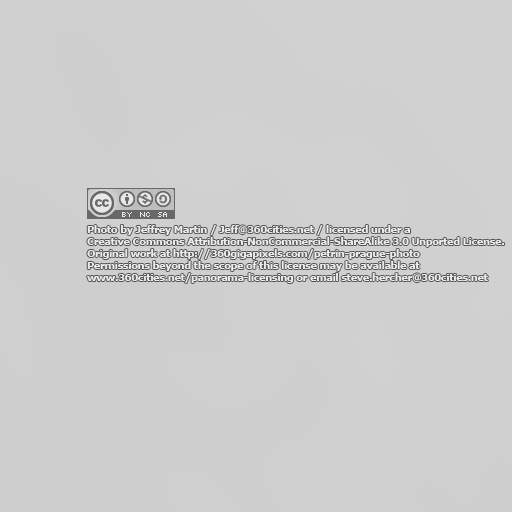 cc BY NC SA
Photo by Jeffrey Martin / Jeff@360cities.net / licensed under a
Creative Commons Attribution-NonCommercial-ShareAlike 3.0 Unported License.
Original work at http://360gigapixels.com/petrin-prague-photo
Permissions beyond the scope of this license may be available at
www.360cities.net/panorama-licensing or email steve.hercher@360cities.net